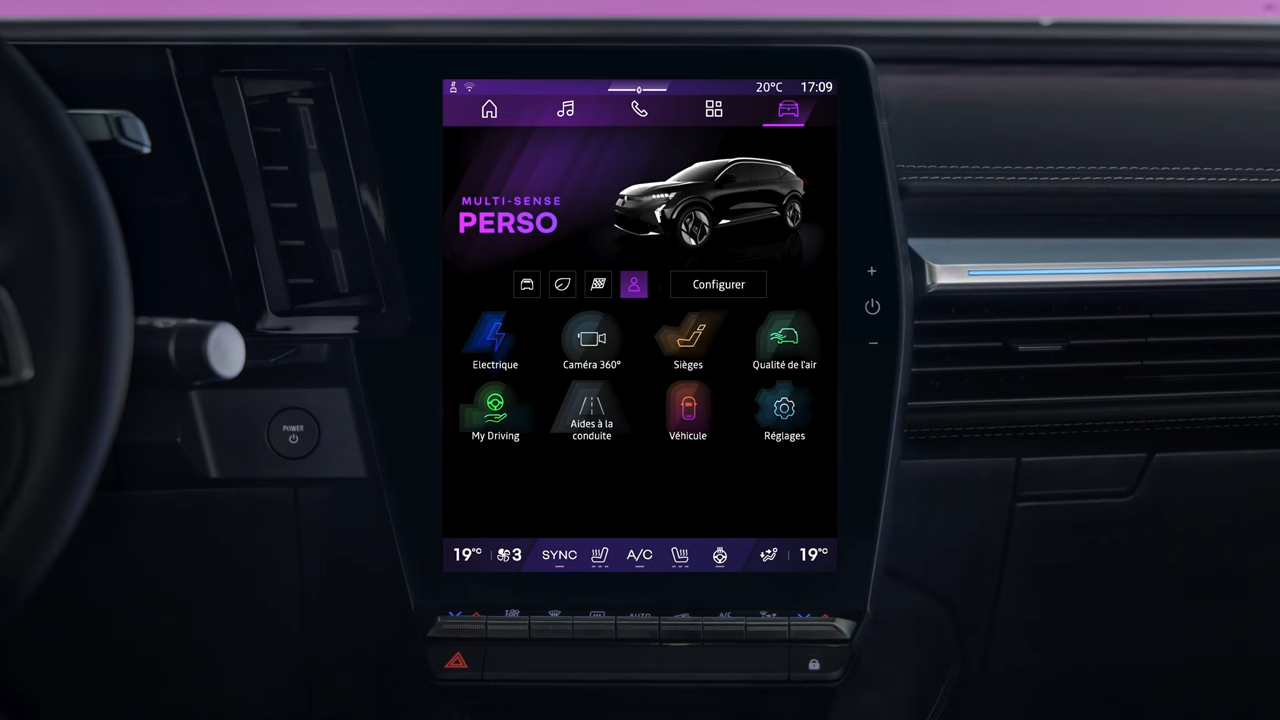 20°C 17:09
MULTI-SENSE
PERSO
Configurer
Electrique
Caméra 360°
Sièges
Qualité de l'air
My Driving
Aides à la
conduite
Véhicule
Réglages
19°C 3 SYNC A/C 19°C
POWER
AUTO A/C